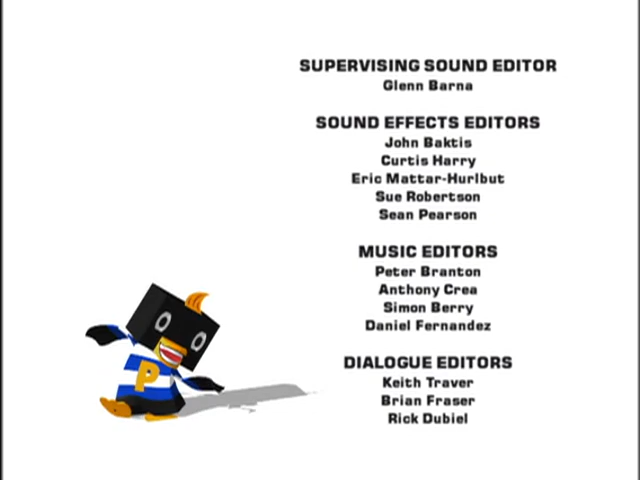 SUPERVISING SOUND EDITOR
Glenn Barna
SOUND EFFECTS EDITORS
John Baktis
Curtis Harry
Eric Mattar-Hurlbut
Sue Robertson
Sean Pearson
MUSIC EDITORS
Peter Branton
Anthony Crea
Simon Berry
Daniel Fernandez
DIALOGUE EDITORS
Keith Traver
Brian Fraser
Rick Dubiel
P